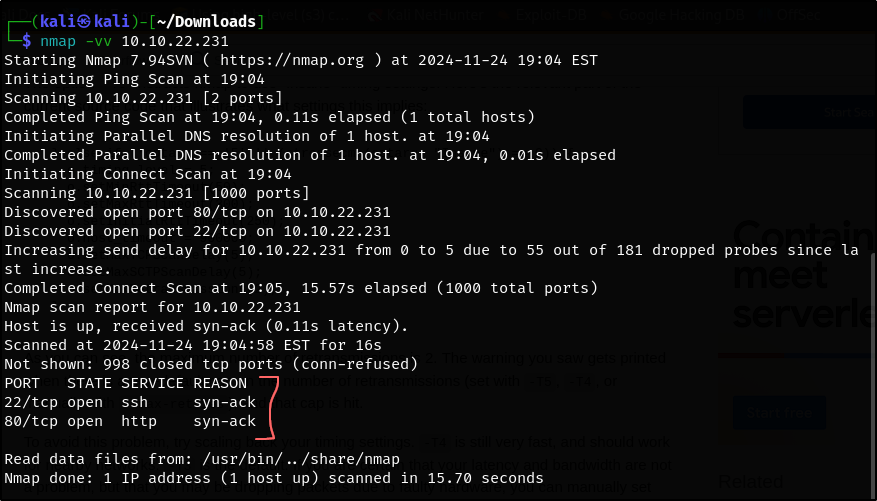 ┌──(kali㉿kali)-[~/Downloads]
└─$ nmap -vv 10.10.22.231
Starting Nmap 7.94SVN ( https://nmap.org ) at 2024-11-24 19:04 EST
Initiating Ping Scan at 19:04
Scanning 10.10.22.231 [2 ports]
Completed Ping Scan at 19:04, 0.11s elapsed (1 total hosts)
Initiating Parallel DNS resolution of 1 host. at 19:04
Completed Parallel DNS resolution of 1 host. at 19:04, 0.01s elapsed
Initiating Connect Scan at 19:04
Scanning 10.10.22.231 [1000 ports]
Discovered open port 80/tcp on 10.10.22.231
Discovered open port 22/tcp on 10.10.22.231
Increasing send delay for 10.10.22.231 from 0 to 5 due to 55 out of 181 dropped probes since la
st increase.
Completed Connect Scan at 19:05, 15.57s elapsed (1000 total ports)
Nmap scan report for 10.10.22.231
Host is up, received syn-ack (0.11s latency).
Scanned at 2024-11-24 19:04:58 EST for 16s
Not shown: 998 closed tcp ports (conn-refused)
PORT   STATE SERVICE REASON
22/tcp open  ssh     syn-ack
80/tcp open  http    syn-ack
Read data files from: /usr/bin/../share/nmap
Nmap done: 1 IP address (1 host up) scanned in 15.70 seconds
Contain
meet
serverle
Start Free
Related